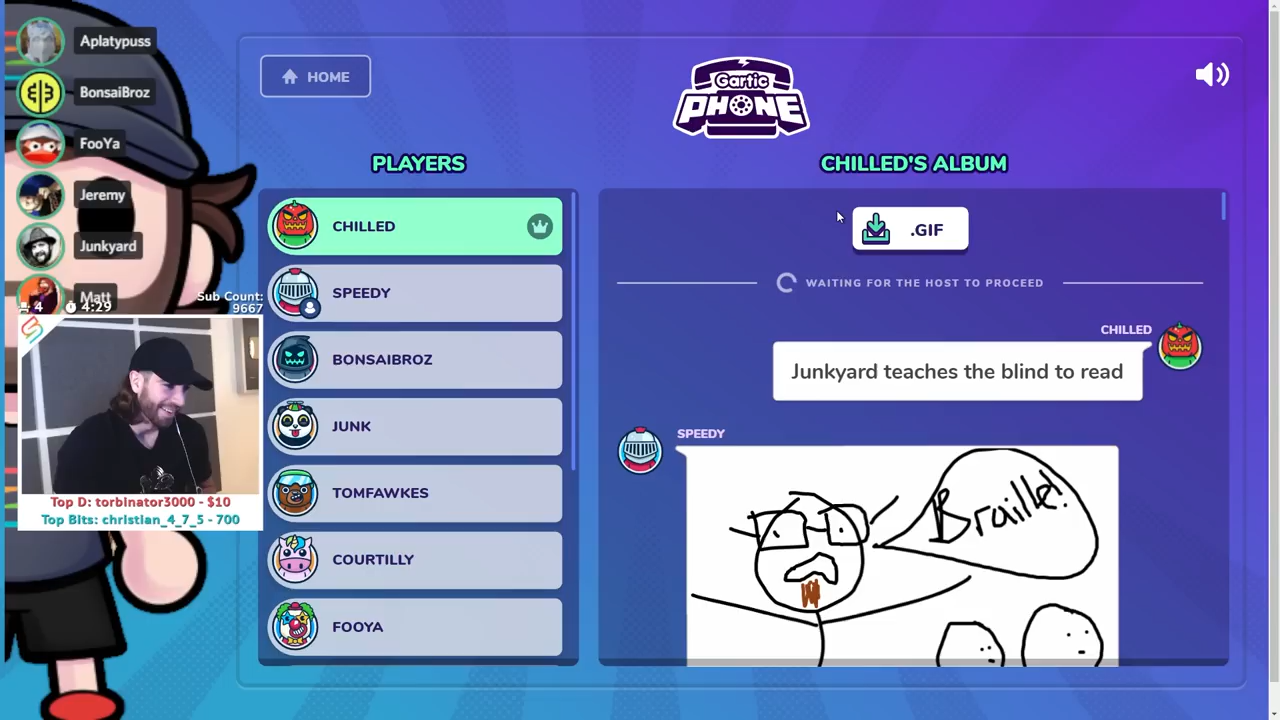 Aplatypuss
BonsaiBroz
FooYa
Jeremy
Junkyard
Matt
4
4:29
Sub Count:
9667
Top D: torbinator3000 - $10
Top Bits: christian_4_7_5 - 700
HOME
Gartic
PHONE
PLAYERS
CHILLED
SPEEDY
BONSAIBROZ
JUNK
TOMFAWKES
COURTILLY
FOOYA
CHILLED'S ALBUM
.GIF
WAITING FOR THE HOST TO PROCEED
CHILLED
Junkyard teaches the blind to read
SPEEDY
Braille!